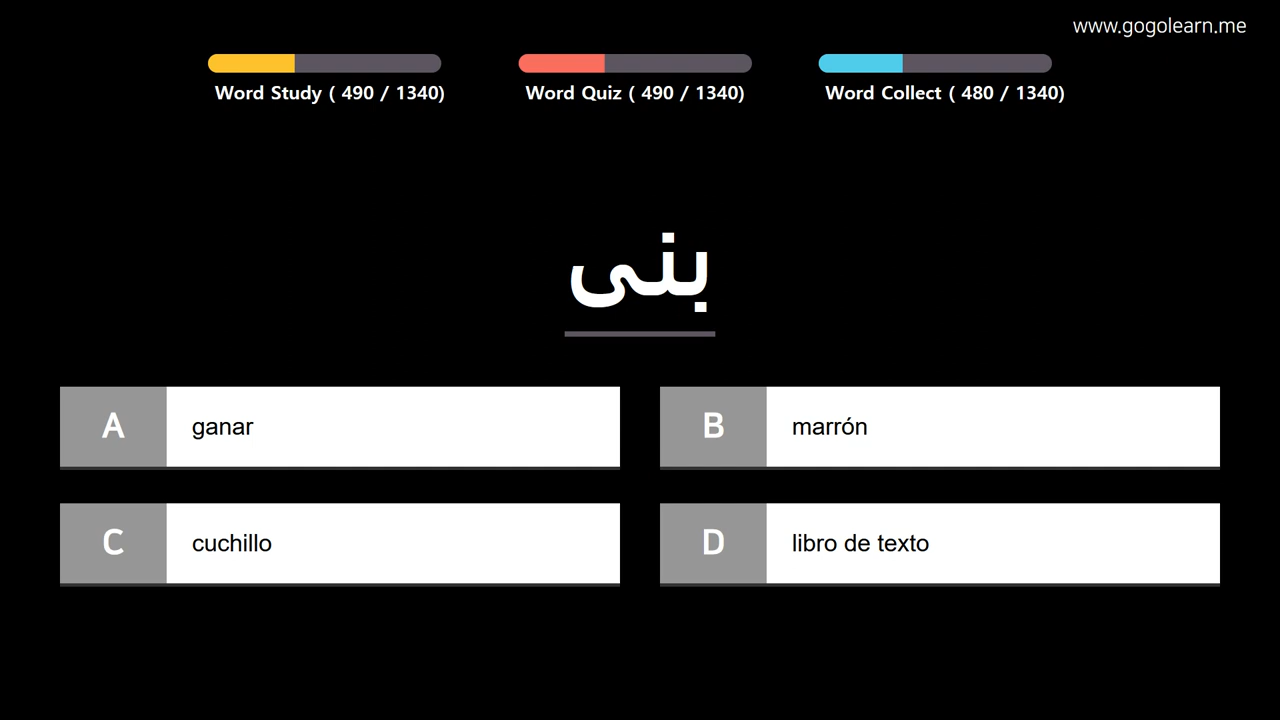 www.gogolearn.me
Word Study ( 490 / 1340)
Word Quiz ( 490 / 1340)
Word Collect ( 480 / 1340)
بنى
A
ganar
B
marrón
C
cuchillo
D
libro de texto